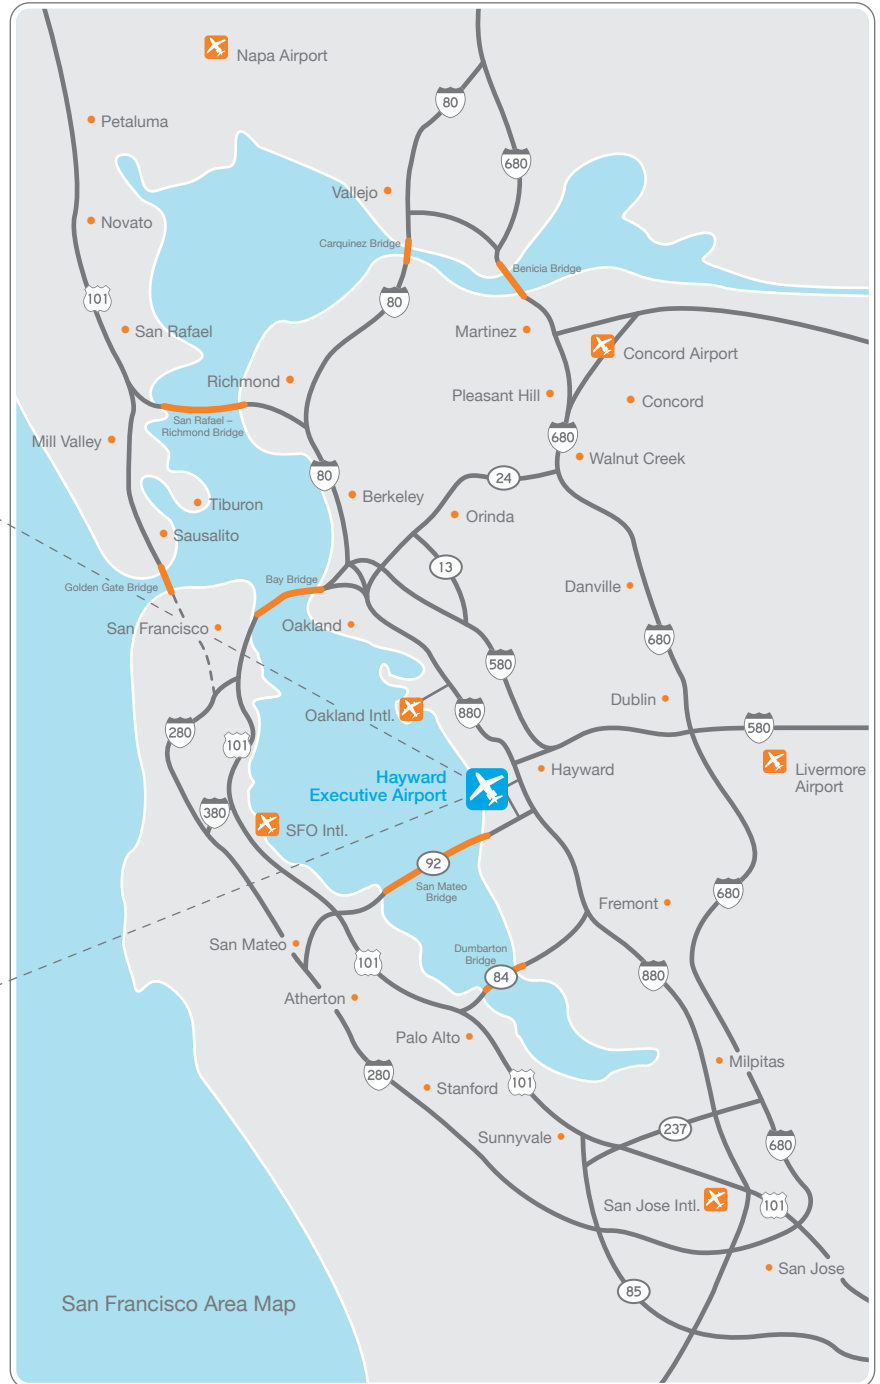 Napa Airport
80
Petaluma
680
Vallejo
Novato
Carquinez Bridge
Benicia Bridge
101
80
San Rafael
Martinez
Concord Airport
Richmond
Pleasant Hill
Concord
San Rafael –
Richmond Bridge
Mill Valley
680
Walnut Creek
80
24
Berkeley
Tiburon
Orinda
Sausalito
13
Golden Gate Bridge
Bay Bridge
Danville
San Francisco
Oakland
680
580
Dublin
Oakland Intl.
880
280
101
580
Hayward
Executive Airport
Hayward
Livermore
Airport
380
SFO Intl.
92
San Mateo
Bridge
680
Fremont
San Mateo
Dumbarton
Bridge
101
84
880
Atherton
Palo Alto
Milpitas
280
101
Stanford
237
Sunnyvale
680
San Jose Intl.
101
San Jose
85
San Francisco Area Map